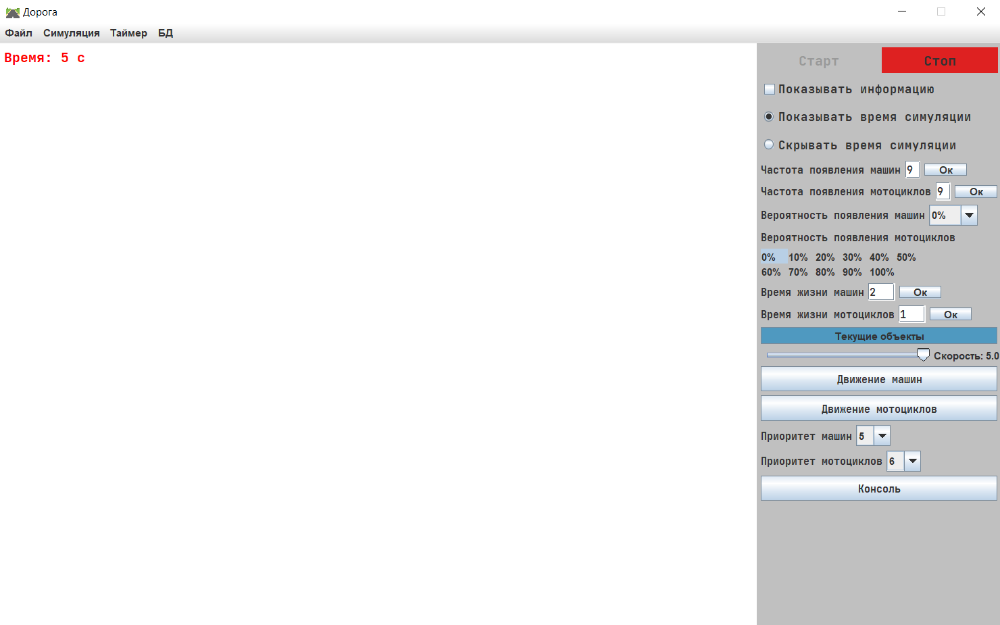 Дорога
Файл Симуляция Таймер БД
Время: 5 с
Старт Стоп
Показывать информацию
Показывать время симуляции
Скрывать время симуляции
Частота появления машин 9 Ок
Частота появления мотоциклов 9 Ок
Вероятность появления машин 0%
Вероятность появления мотоциклов
0% 10% 20% 30% 40% 50%
60% 70% 80% 90% 100%
Время жизни машин 2 Ок
Время жизни мотоциклов 1 Ок
Текущие объекты
Скорость: 5.0
Движение машин
Движение мотоциклов
Приоритет машин 5
Приоритет мотоциклов 6
Консоль